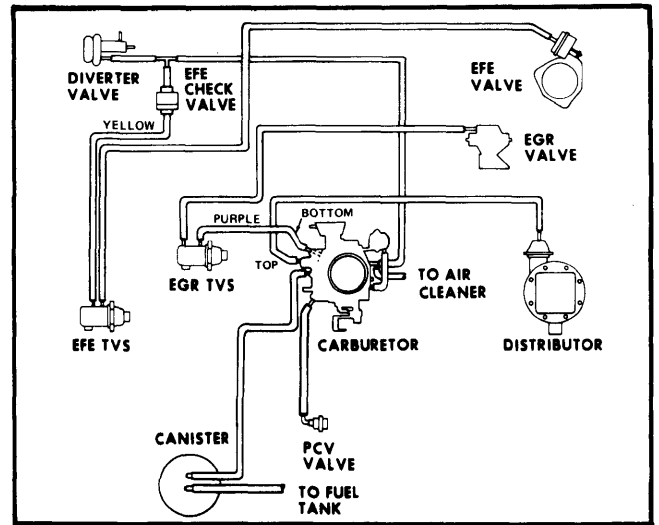 DIVERTER
VALVE
EFE
CHECK
VALVE
EFE
VALVE
YELLOW
EGR
VALVE
PURPLE
BOTTOM
TOP
EGR TVS
TO AIR
CLEANER
EFE TVS
CARBURETOR
DISTRIBUTOR
CANISTER
PCV
VALVE
TO FUEL
TANK